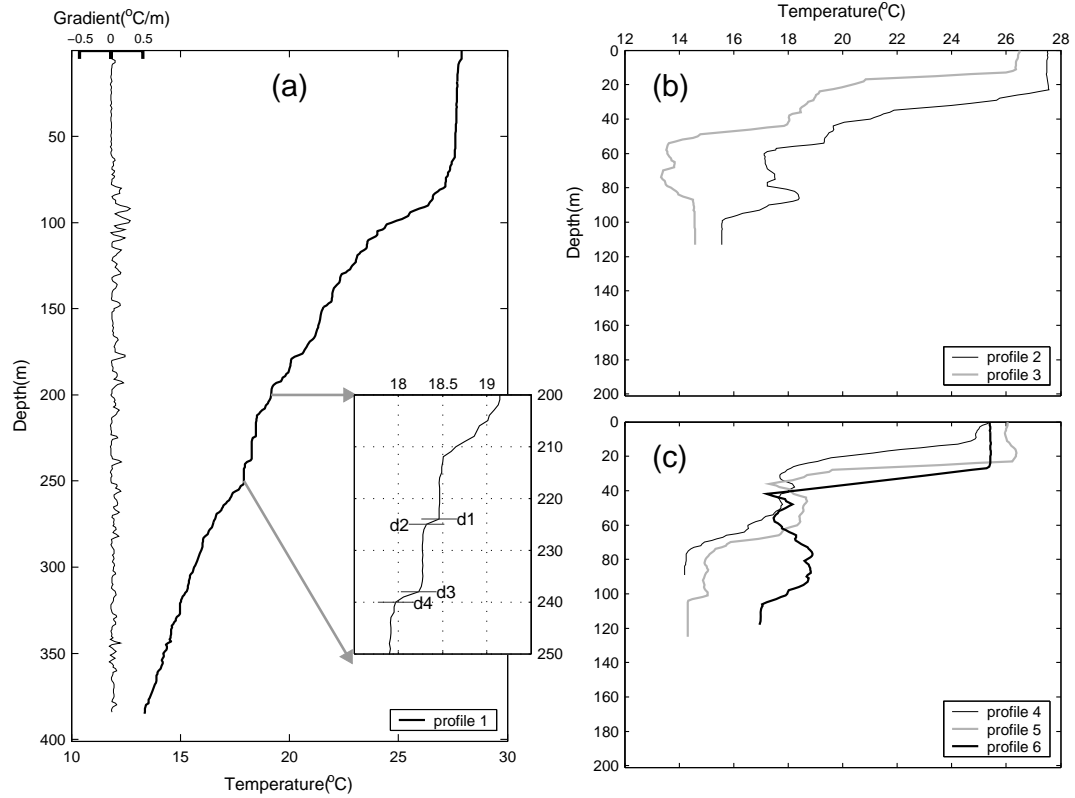 Gradient(°C/m)
−0.5 0 0.5
(a)
50
100
150
200
250
300
350
400
Depth(m)
10 15 20 25 30
Temperature(°C)
profile 1
18 18.5 19
200
210
220
230
240
250
d1
d2
d3
d4
Temperature(°C)
12 14 16 18 20 22 24 26 28
(b)
0
20
40
60
80
100
120
140
160
180
200
Depth(m)
profile 2
profile 3
(c)
0
20
40
60
80
100
120
140
160
180
200
profile 4
profile 5
profile 6